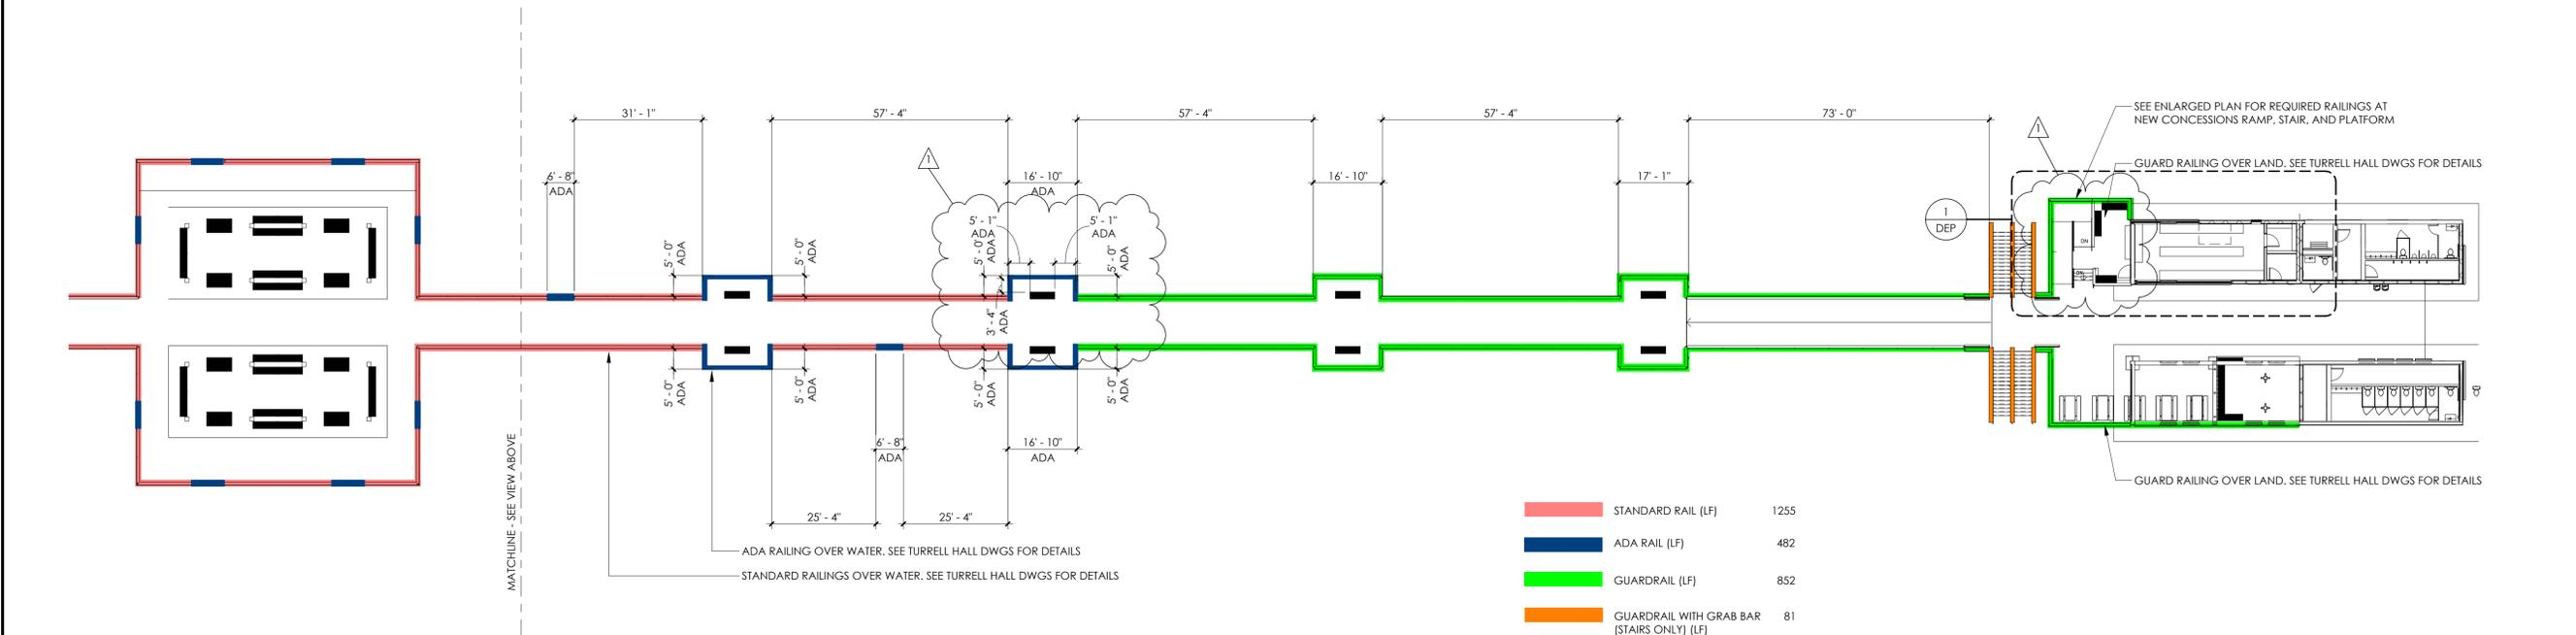 SEE ENLARGED PLAN FOR REQUIRED RAILINGS AT
NEW CONCESSIONS RAMP, STAIR, AND PLATFORM
31' - 1"
57' - 4"
57' - 4"
57' - 4"
73' - 0"
1
1
GUARD RAILING OVER LAND. SEE TURRELL HALL DWGS FOR DETAILS
6' - 8"
ADA
16' - 10"
ADA
16' - 10"
17' - 1"
1
DEP
5' - 1"
ADA
5' - 1"
ADA
5' - 0"
ADA
5' - 0"
ADA
5' - 0"
ADA
5' - 0"
ADA
DN
DN
3' - 4"
ADA
5' - 0"
ADA
5' - 0"
ADA
5' - 0"
ADA
5' - 0"
ADA
6' - 8"
ADA
16' - 10"
ADA
MATCHLINE - SEE VIEW ABOVE
GUARD RAILING OVER LAND. SEE TURRELL HALL DWGS FOR DETAILS
25' - 4"
25' - 4"
STANDARD RAIL (LF) 1255
ADA RAIL (LF) 482
ADA RAILING OVER WATER. SEE TURRELL HALL DWGS FOR DETAILS
STANDARD RAILINGS OVER WATER. SEE TURRELL HALL DWGS FOR DETAILS
GUARDRAIL (LF) 852
GUARDRAIL WITH GRAB BAR 81
(STAIRS ONLY) (LF)